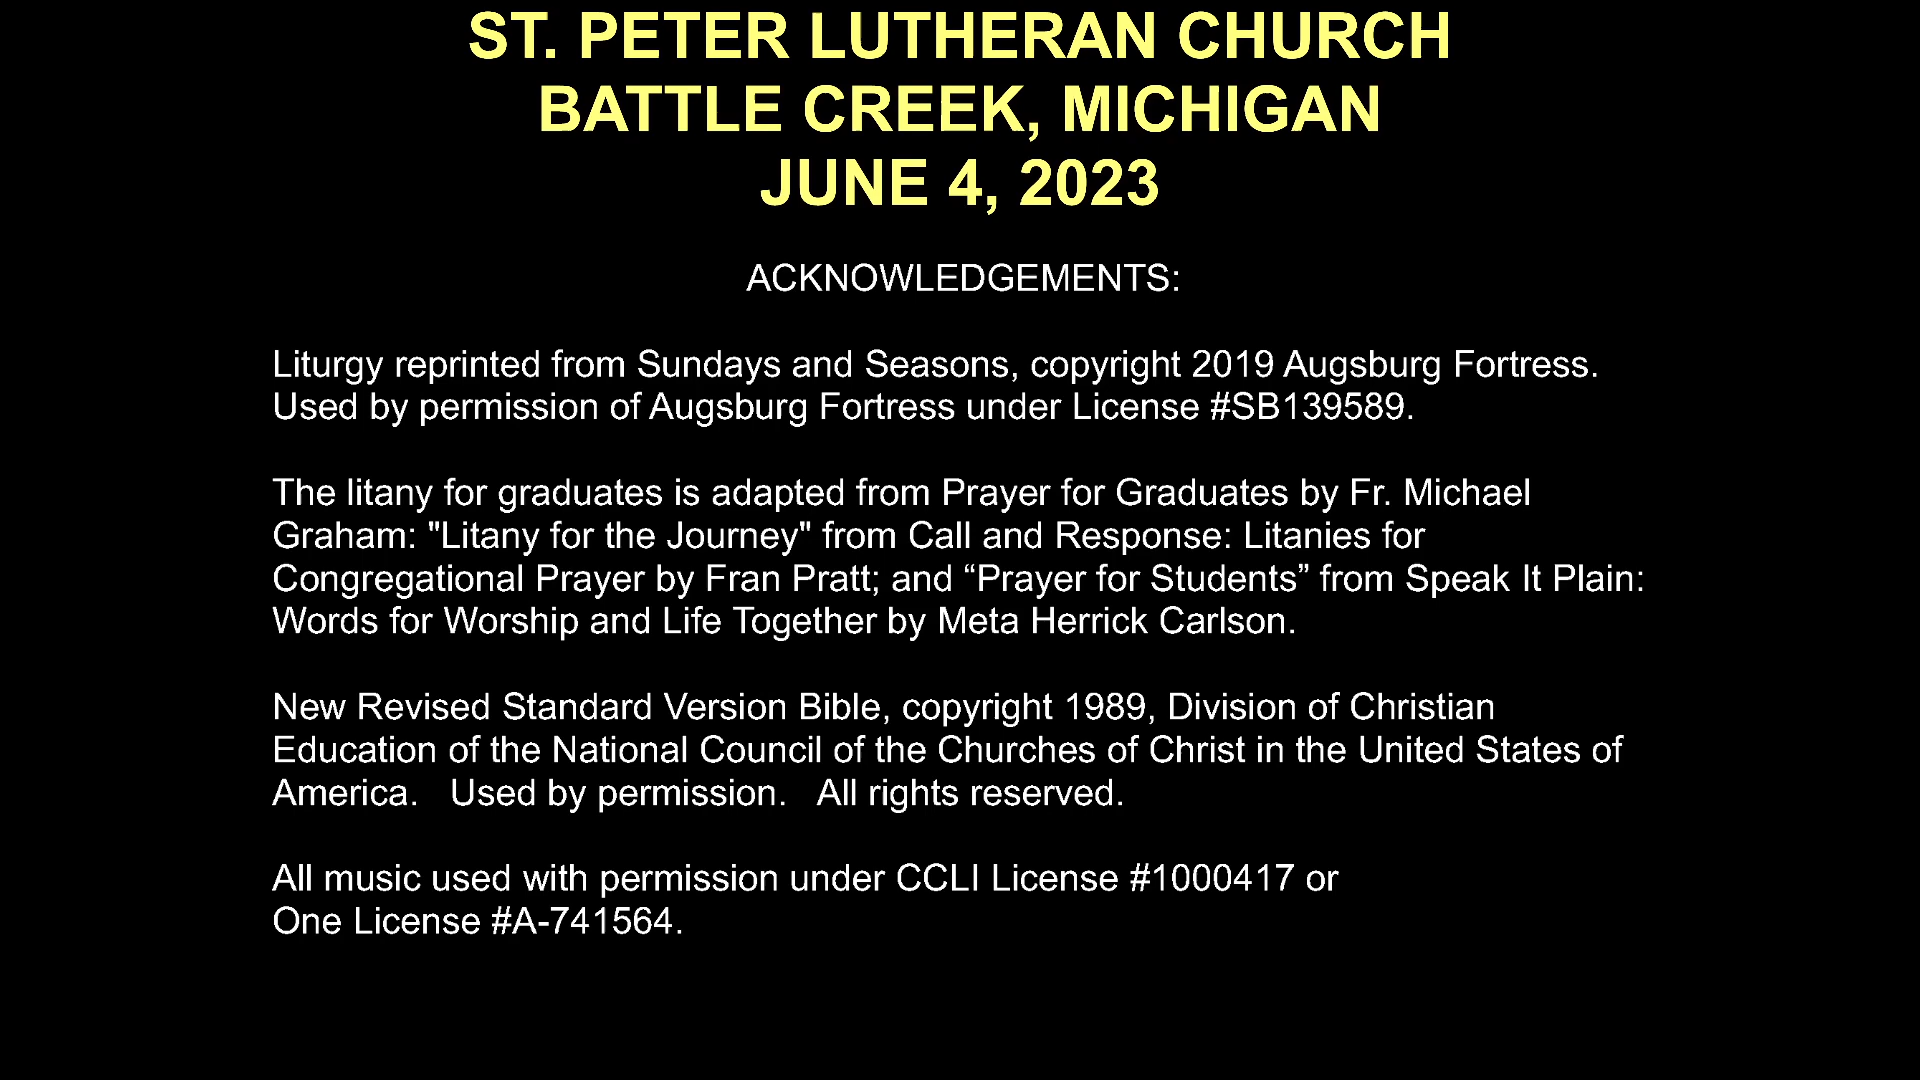 ST. PETER LUTHERAN CHURCH
BATTLE CREEK, MICHIGAN
JUNE 4, 2023
ACKNOWLEDGEMENTS:
Liturgy reprinted from Sundays and Seasons, copyright 2019 Augsburg Fortress.
Used by permission of Augsburg Fortress under License #SB139589.
The litany for graduates is adapted from Prayer for Graduates by Fr. Michael
Graham: "Litany for the Journey" from Call and Response: Litanies for
Congregational Prayer by Fran Pratt; and “Prayer for Students” from Speak It Plain:
Words for Worship and Life Together by Meta Herrick Carlson.
New Revised Standard Version Bible, copyright 1989, Division of Christian
Education of the National Council of the Churches of Christ in the United States of
America.   Used by permission.   All rights reserved.
All music used with permission under CCLI License #1000417 or
One License #A-741564.